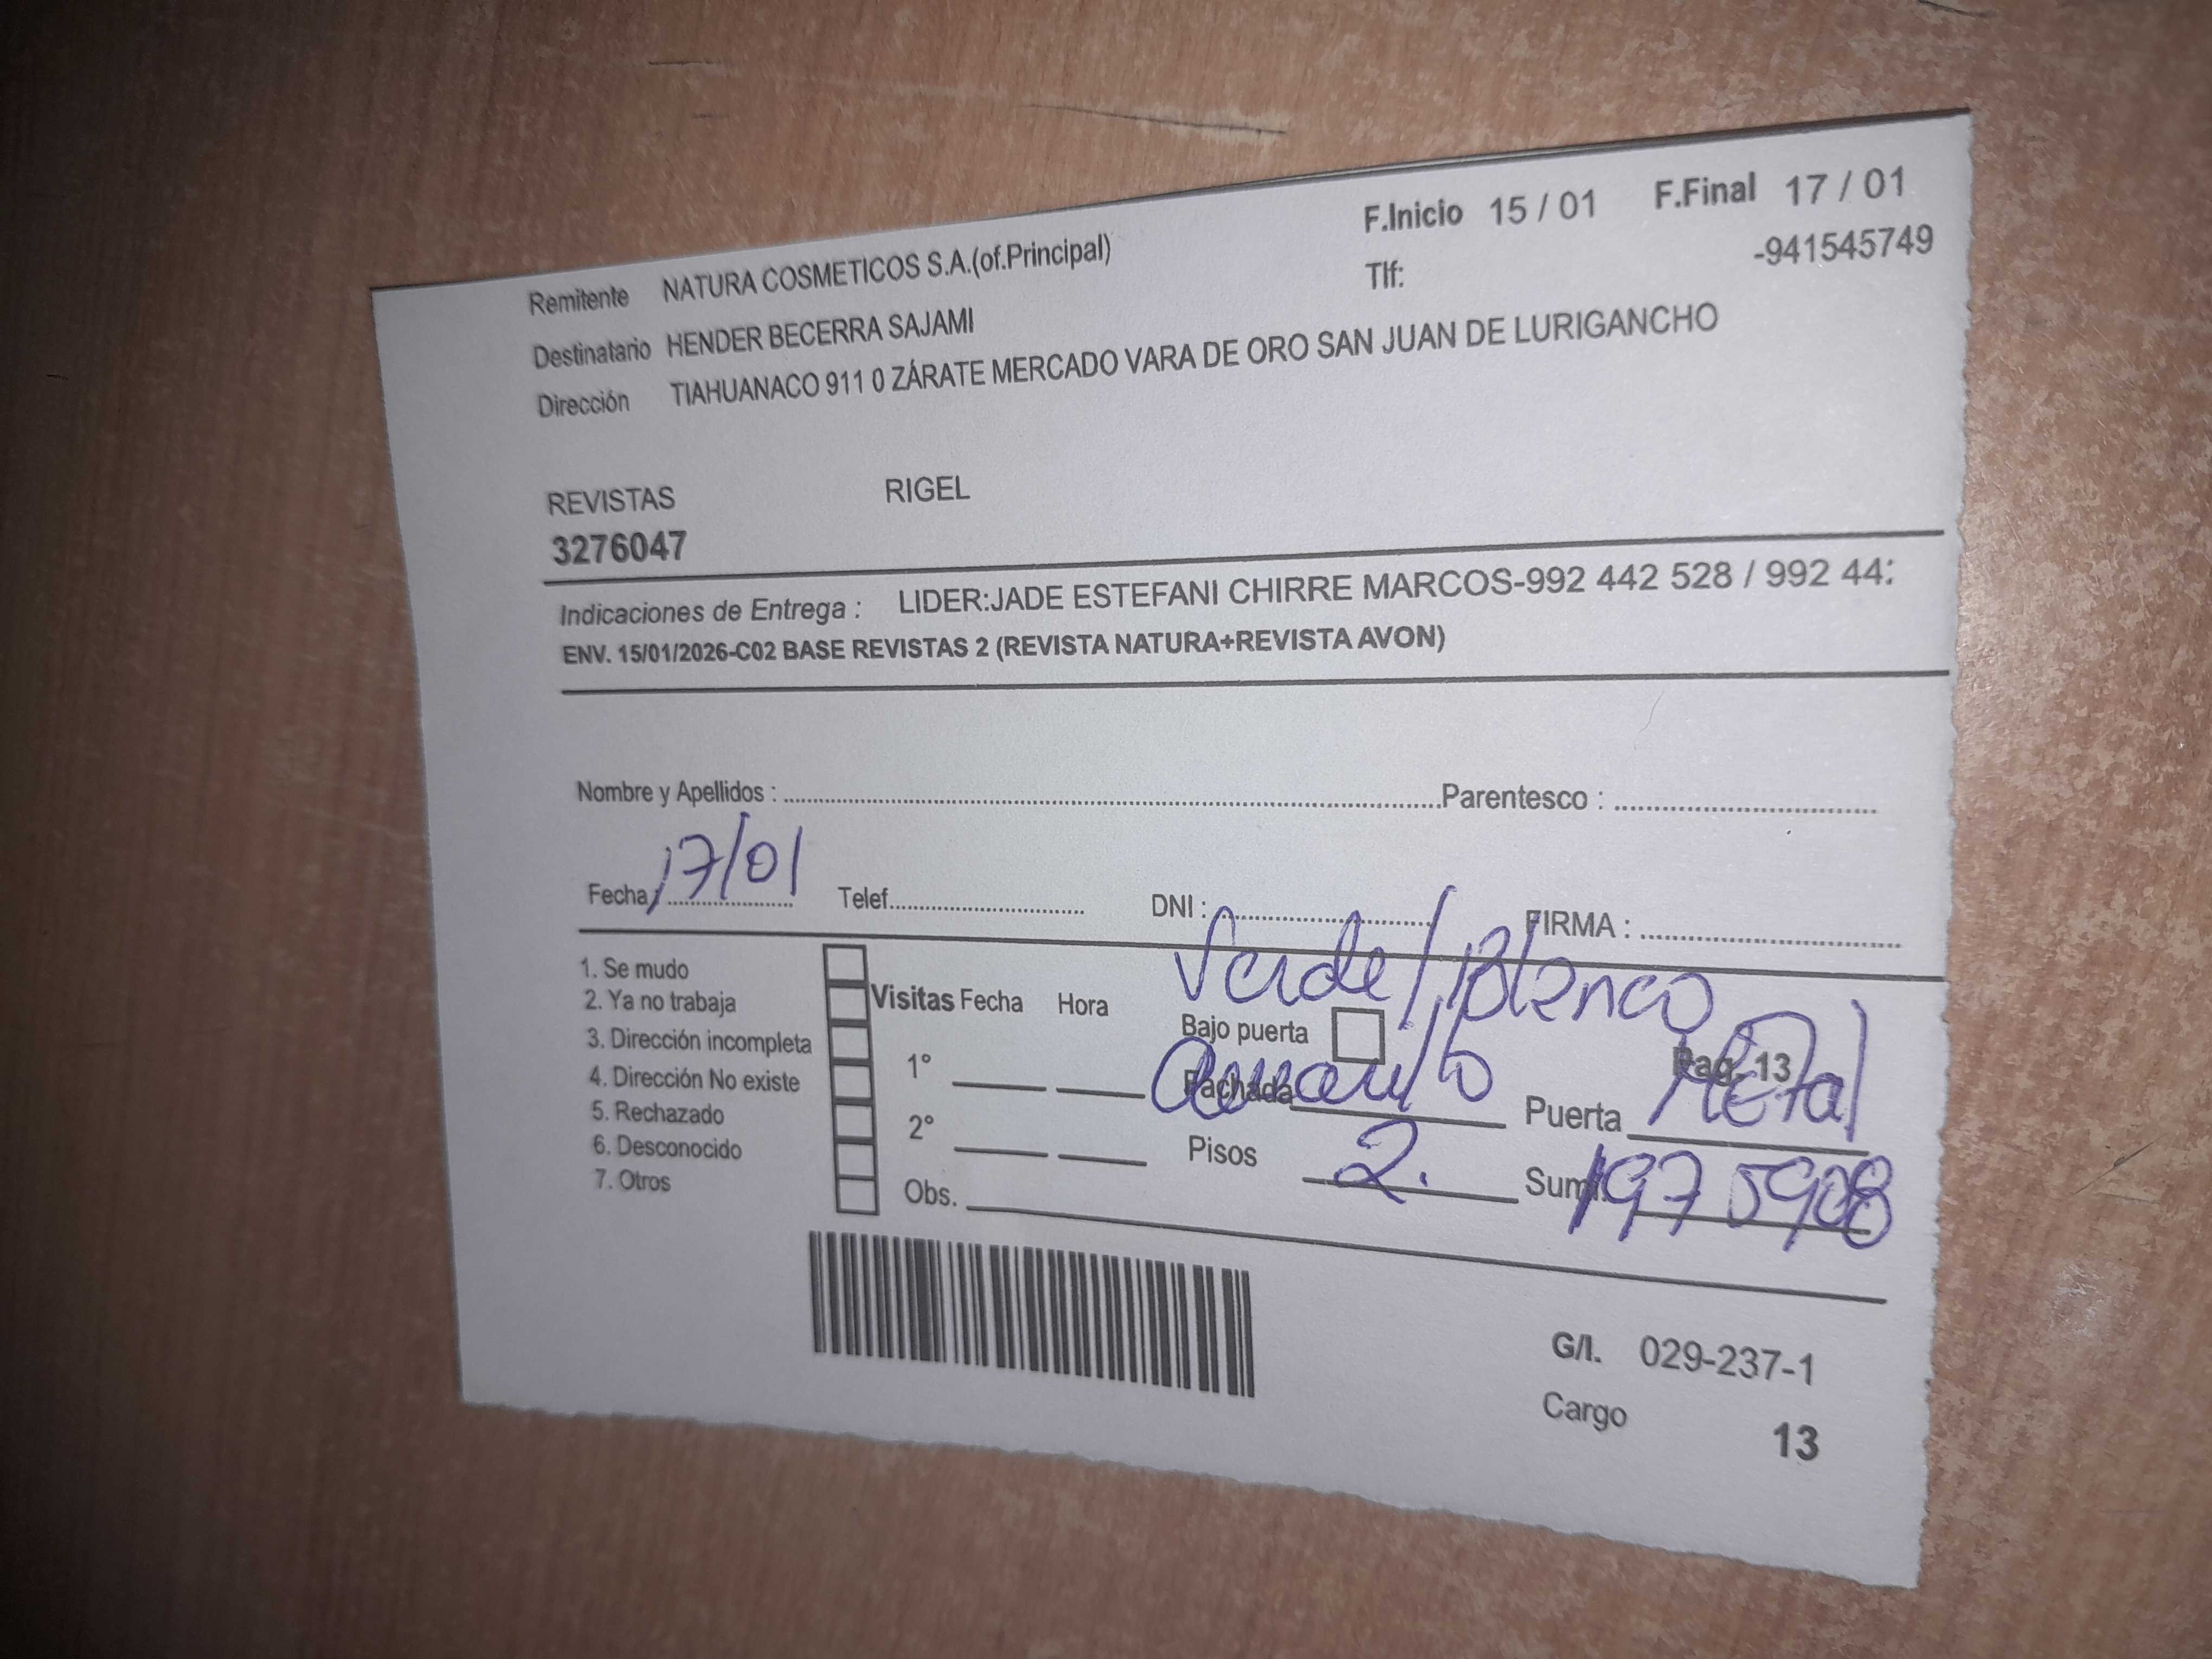 F.Inicio 15 / 01 F.Final 17 / 01
Remitente NATURA COSMETICOS S.A.(of.Principal) Tlf: -941545749
Destinatario HENDER BECERRA SAJAMI
Dirección TIAHUANACO 911 0 ZÁRATE MERCADO VARA DE ORO SAN JUAN DE LURIGANCHO
REVISTAS RIGEL
3276047
Indicaciones de Entrega : LIDER:JADE ESTEFANI CHIRRE MARCOS-992 442 528 / 992 44
ENV. 15/01/2026-C02 BASE REVISTAS 2 (REVISTA NATURA+REVISTA AVON)
Nombre y Apellidos : Parentesco :
Fecha 17/01 Telef. DNI : FIRMA :
Verde / Blanco
1. Se mudo
2. Ya no trabaja
3. Dirección incompleta
4. Dirección No existe
5. Rechazado
6. Desconocido
7. Otros
Visitas Fecha Hora
1°
2°
Obs.
Bajo puerta
Pag. 13
Fachada Puerta Metal
Pisos 2. Sumi. 1975908
G/I. 029-237-1
Cargo 13